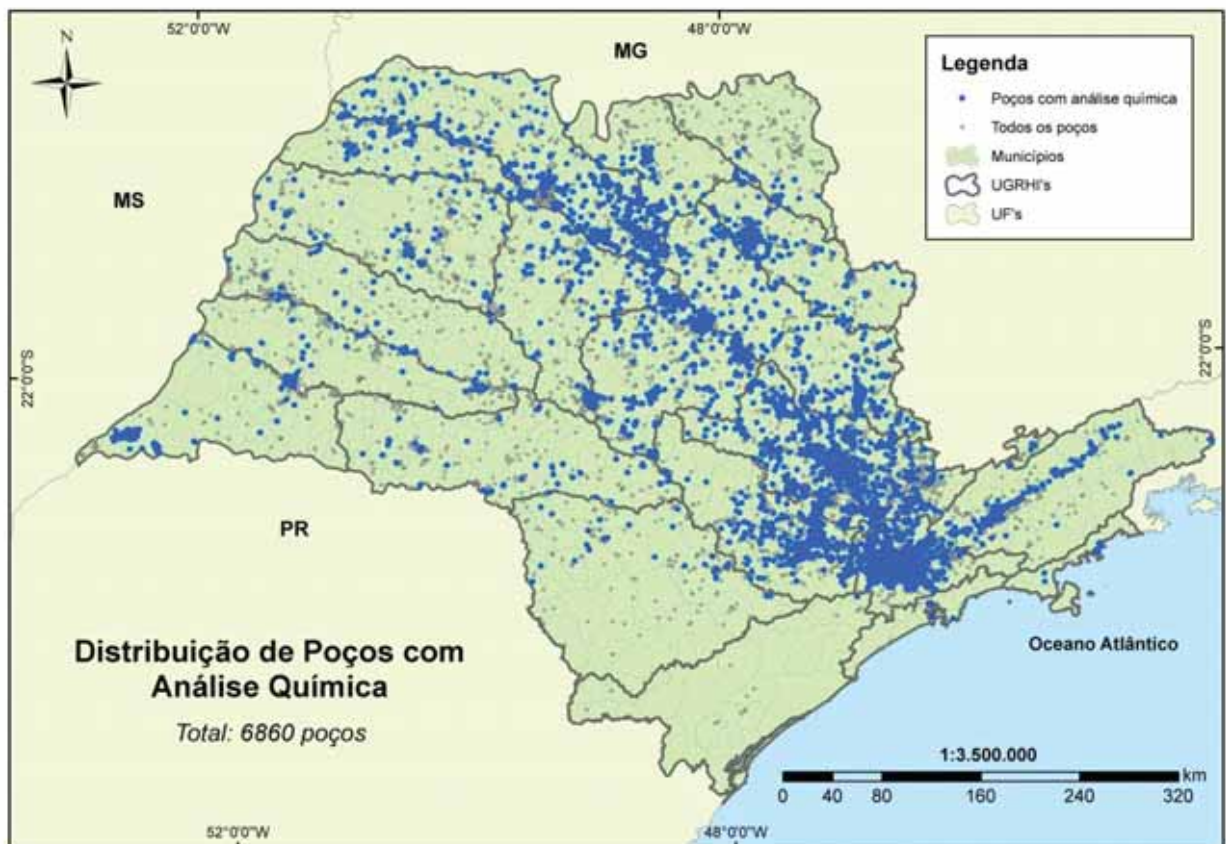 52°0'0"W
48°0'0"W
N
MG
MS
PR
Legenda
Poços com análise química
Todos os poços
Municípios
UGRHI's
UF's
22°0'0"S
22°0'0"S
Oceano Atlântico
Distribuição de Poços com
Análise Química
Total: 6860 poços
1:3.500.000
km
0 40 80 160 240 320
52°0'0"W
48°0'0"W